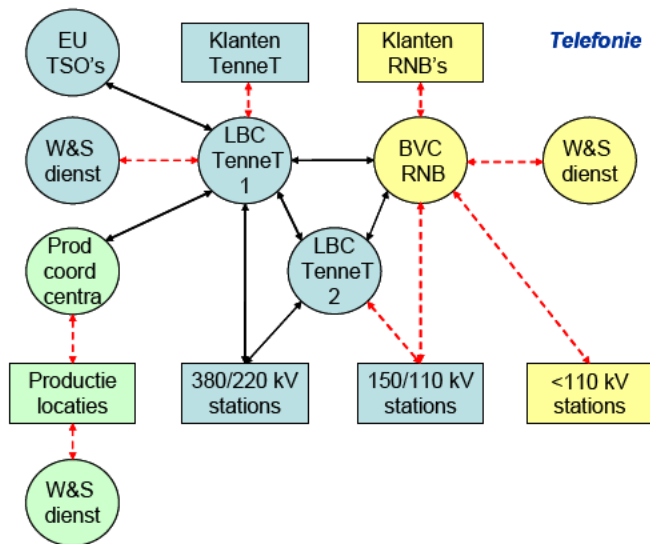 EU
TSO's
Klanten
TenneT
Klanten
RNB's
Telefonie
W&S
dienst
LBC
TenneT
1
BVC
RNB
W&S
dienst
Prod
coord
centra
LBC
TenneT
2
Productie
locaties
380/220 kV
stations
150/110 kV
stations
<110 kV
stations
W&S
dienst